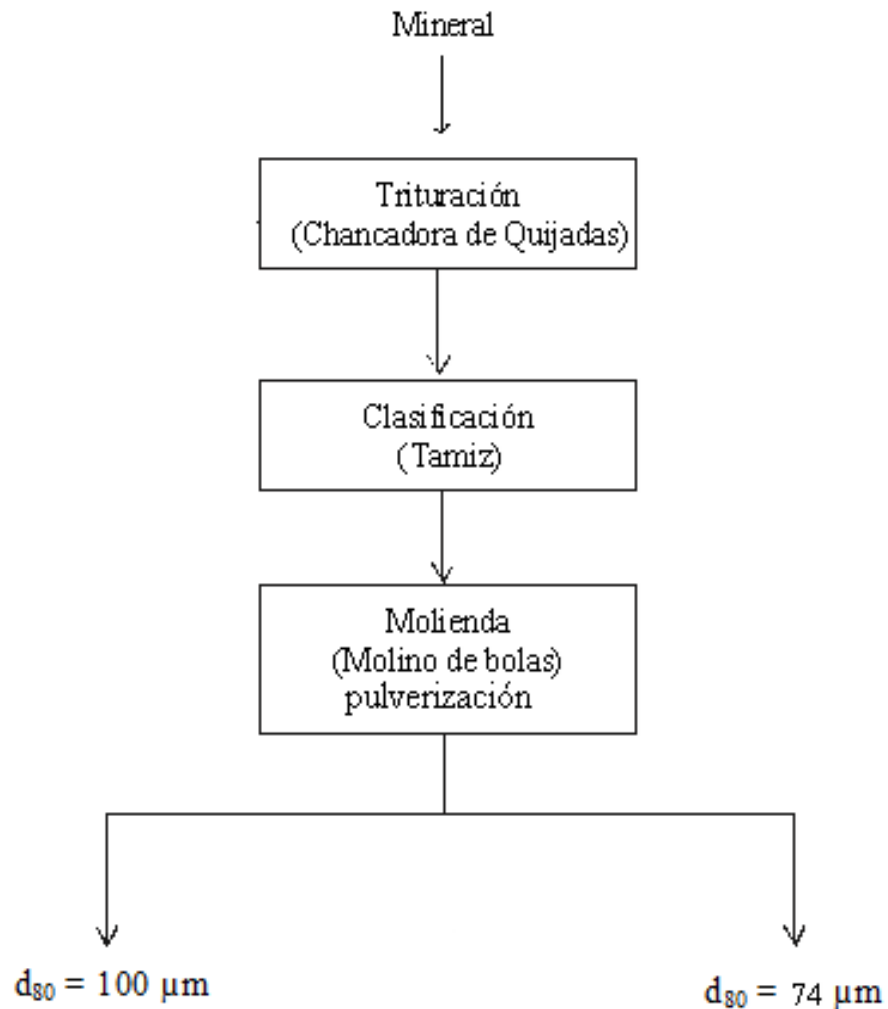 Mineral
Trituración
(Chancadora de Quijadas)
Clasificación
(Tamiz)
Molienda
(Molino de bolas)
pulverización
d₈₀ = 100 µm
d₈₀ = 74 µm